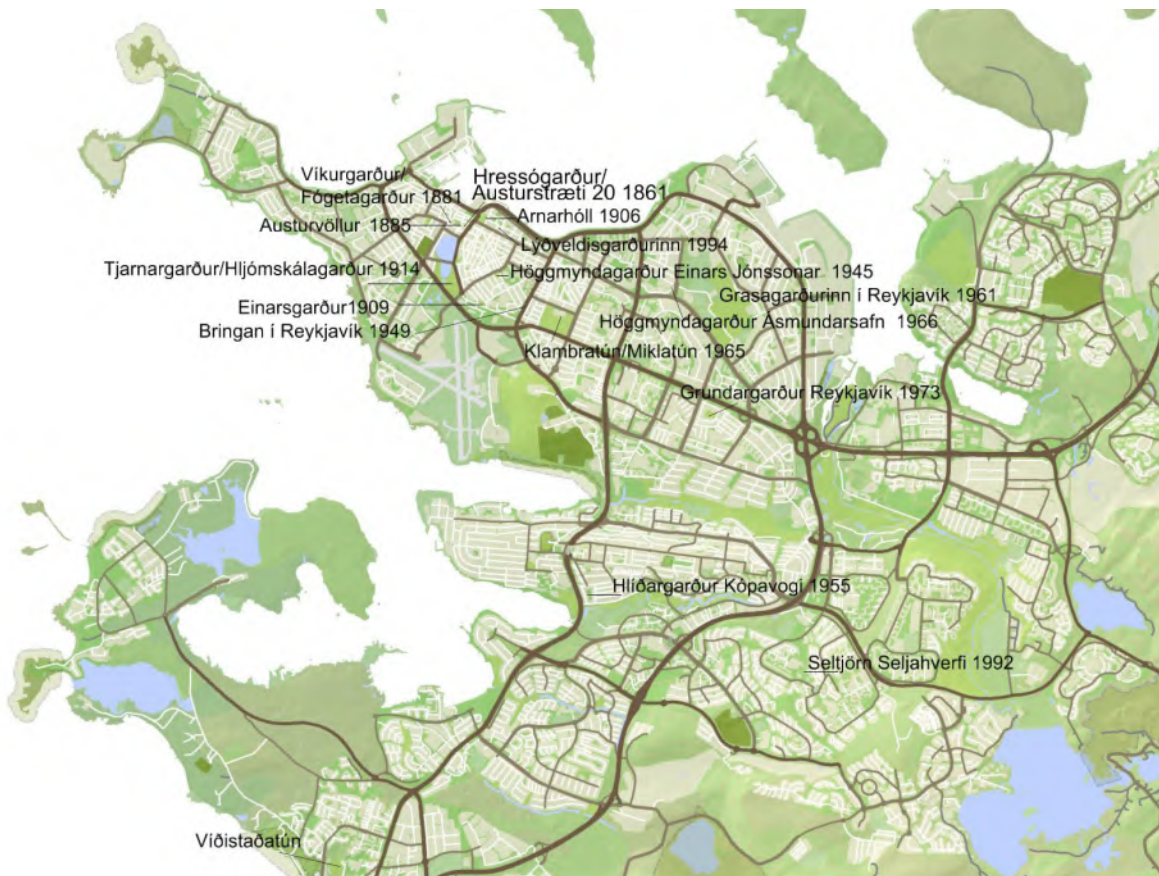 Víkurgarður/
Fógetagarður 1881
Hressógarður/
Austurstræti 20 1861
Arnarhóll 1906
Austurvöllur 1885
Lýðveldisgarðurinn 1994
Tjarnargarður/Hljómskálagarður 1914
Höggmyndagarður Einars Jónssonar 1945
Grasagarðurinn í Reykjavík 1961
Einarsgarður1909
Bringan í Reykjavík 1949
Höggmyndagarður Ásmundarsafn 1966
Klambratún/Miklatún 1965
Grundargarður Reykjavík 1973
Hlíðargarður Kópavogi 1955
Seltjörn Seljahverfi 1992
Víðistaðatún